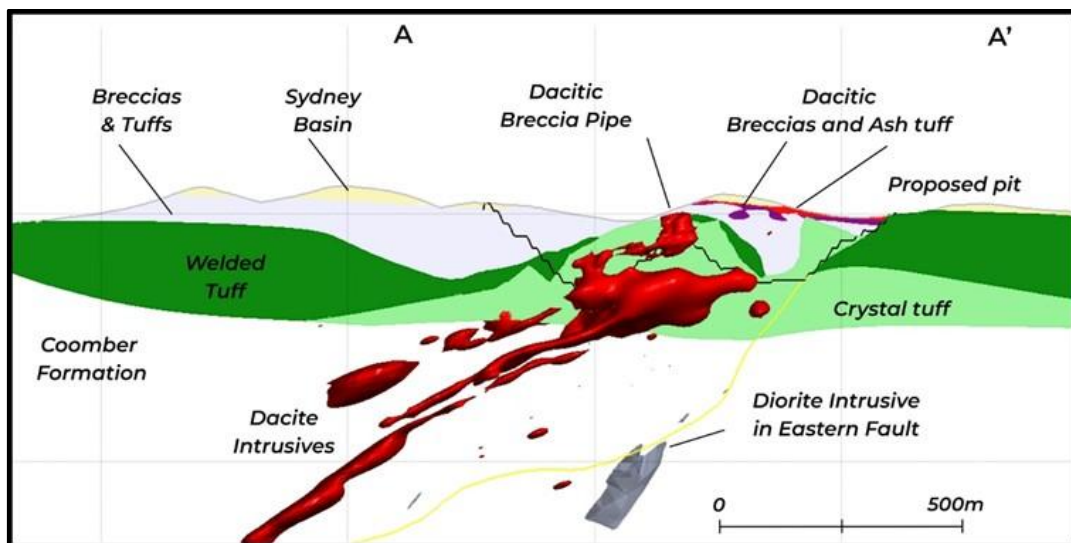 A
A'
Breccias
& Tuffs
Sydney
Basin
Dacitic
Breccia Pipe
Dacitic
Breccias and Ash tuff
Proposed pit
Welded
Tuff
Crystal tuff
Coomber
Formation
Dacite
Intrusives
Diorite Intrusive
in Eastern Fault
0
500m